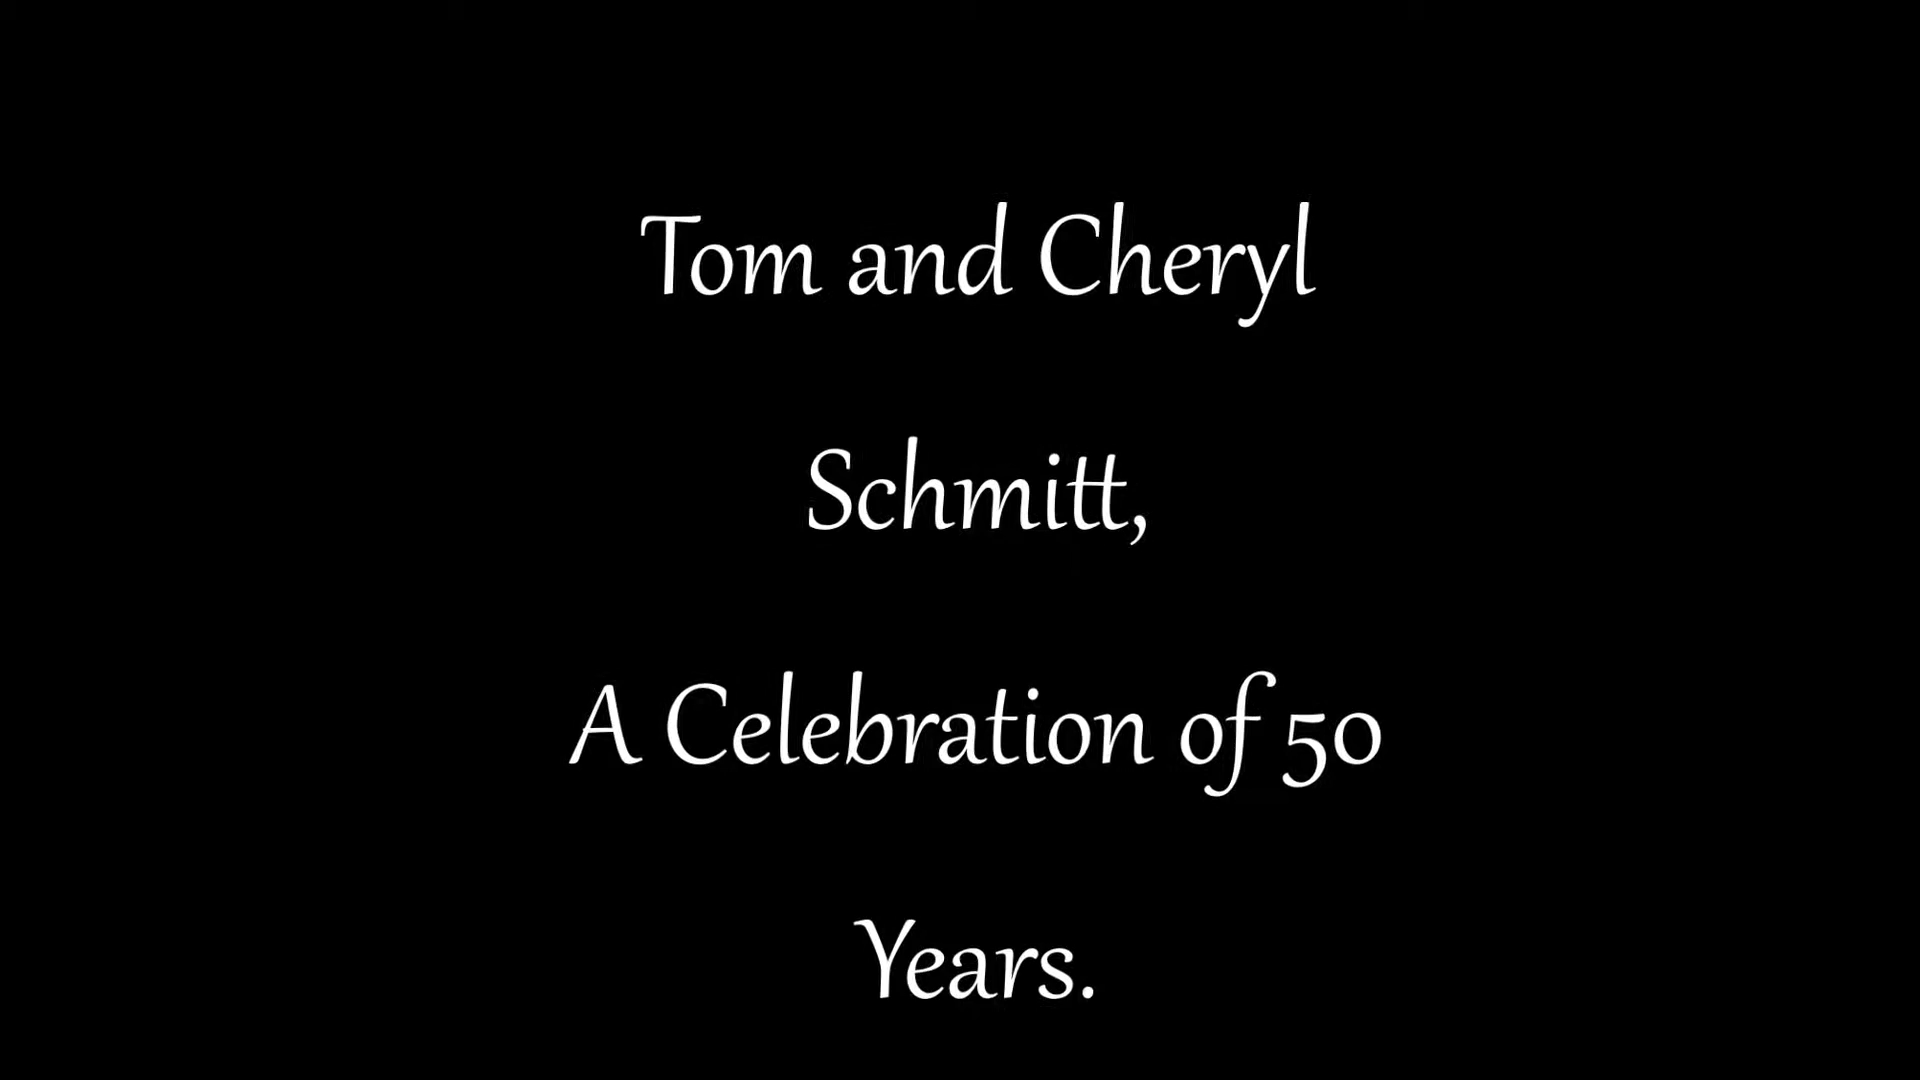 Tom and Cheryl
Schmitt,
A Celebration of 50
Years.